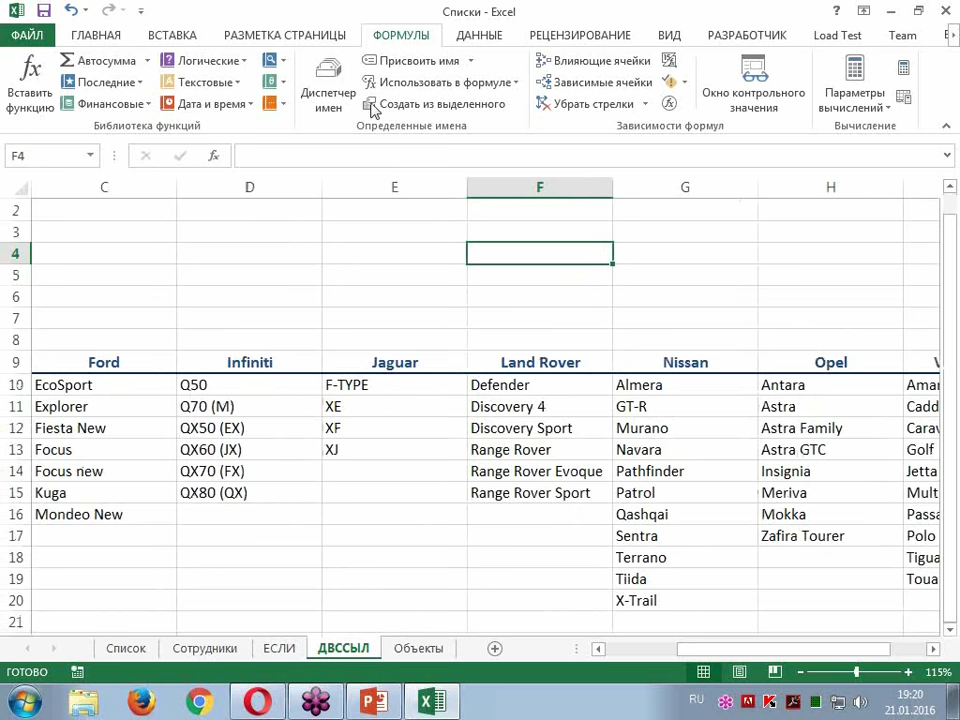 Списки - Excel
ФАЙЛ ГЛАВНАЯ ВСТАВКА РАЗМЕТКА СТРАНИЦЫ ФОРМУЛЫ ДАННЫЕ РЕЦЕНЗИРОВАНИЕ ВИД РАЗРАБОТЧИК Load Test Team
Вставить функцию
Автосумма
Последние
Финансовые
Логические
Текстовые
Дата и время
Библиотека функций
Диспетчер имен
Присвоить имя
Использовать в формуле
Создать из выделенного
Определенные имена
Влияющие ячейки
Зависимые ячейки
Убрать стрелки
Зависимости формул
Окно контрольного значения
Параметры вычислений
Вычисление
F4
fx
C D E F G H
2
3
4
5
6
7
8
9 Ford Infiniti Jaguar Land Rover Nissan Opel
10 EcoSport Q50 F-TYPE Defender Almera Antara Amar
11 Explorer Q70 (M) XE Discovery 4 GT-R Astra Cadd
12 Fiesta New QX50 (EX) XF Discovery Sport Murano Astra Family Carav
13 Focus QX60 (JX) XJ Range Rover Navara Astra GTC Golf
14 Focus new QX70 (FX) Range Rover Evoque Pathfinder Insignia Jetta
15 Kuga QX80 (QX) Range Rover Sport Patrol Meriva Mult
16 Mondeo New Qashqai Mokka Passa
17 Sentra Zafira Tourer Polo
18 Terrano Tigua
19 Tiida Toua
20 X-Trail
21
Список Сотрудники ЕСЛИ ДВССЫЛ Объекты
ГОТОВО 115%
RU 19:20
21.01.2016